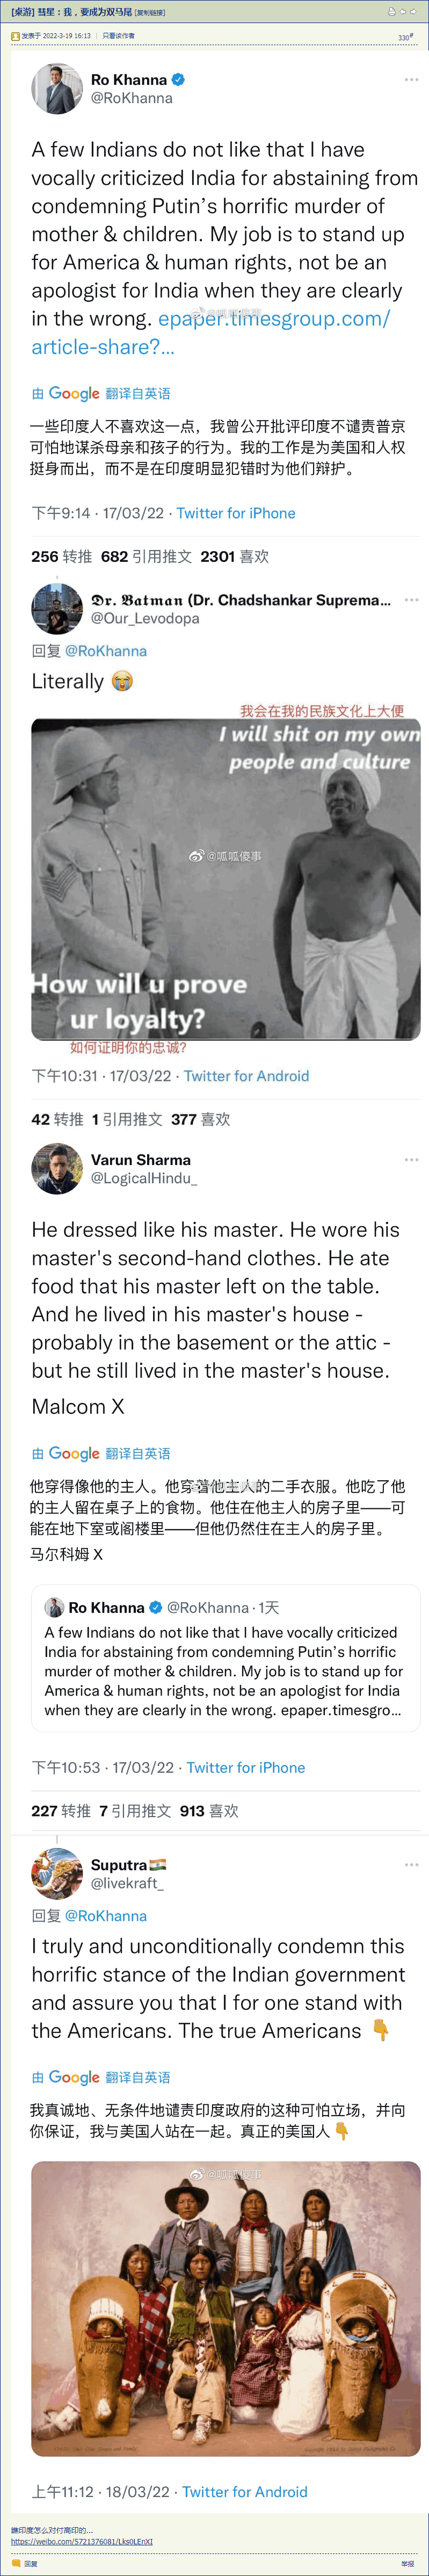 [桌游] 彗星：我，要成为双马尾 [复制链接]
发表于 2022-3-19 16:13 | 只看该作者
330#
Ro Khanna
@RoKhanna
A few Indians do not like that I have
vocally criticized India for abstaining from
condemning Putin’s horrific murder of
mother & children. My job is to stand up
for America & human rights, not be an
apologist for India when they are clearly
in the wrong. epaper.timesgroup.com/
article-share?...
由 Google 翻译自英语
一些印度人不喜欢这一点，我曾公开批评印度不谴责普京
可怕地谋杀母亲和孩子的行为。我的工作是为美国和人权
挺身而出，而不是在印度明显犯错时为他们辩护。
下午9:14 · 17/03/22 · Twitter for iPhone
256 转推 682 引用推文 2301 喜欢
𝕯𝖗. 𝕭𝖆𝖙𝖒𝖆𝖓 (Dr. Chadshankar Suprema...
@Our_Levodopa
回复 @RoKhanna
Literally 😭
我会在我的民族文化上大便
I will shit on my own
people and culture
@呱呱傻事
How will u prove
ur loyalty?
如何证明你的忠诚?
下午10:31 · 17/03/22 · Twitter for Android
42 转推 1 引用推文 377 喜欢
Varun Sharma
@LogicalHindu_
He dressed like his master. He wore his
master's second-hand clothes. He ate
food that his master left on the table.
And he lived in his master's house -
probably in the basement or the attic -
but he still lived in the master's house.
Malcom X
由 Google 翻译自英语
他穿得像他的主人。他穿着他主人的二手衣服。他吃了他
的主人留在桌子上的食物。他住在他主人的房子里——可
能在地下室或阁楼里——但他仍然住在主人的房子里。
马尔科姆 X
Ro Khanna @RoKhanna · 1天
A few Indians do not like that I have vocally criticized
India for abstaining from condemning Putin’s horrific
murder of mother & children. My job is to stand up for
America & human rights, not be an apologist for India
when they are clearly in the wrong. epaper.timesgro...
下午10:53 · 17/03/22 · Twitter for iPhone
227 转推 7 引用推文 913 喜欢
Suputra🇮🇳
@livekraft_
回复 @RoKhanna
I truly and unconditionally condemn this
horrific stance of the Indian government
and assure you that I for one stand with
the Americans. The true Americans 👇
由 Google 翻译自英语
我真诚地、无条件地谴责印度政府的这种可怕立场，并向
你保证，我与美国人站在一起。真正的美国人👇
@呱呱傻事
上午11:12 · 18/03/22 · Twitter for Android
瞧印度怎么对付高印的...
https://weibo.com/5721376081/Lks0LEnXI
回复
举报